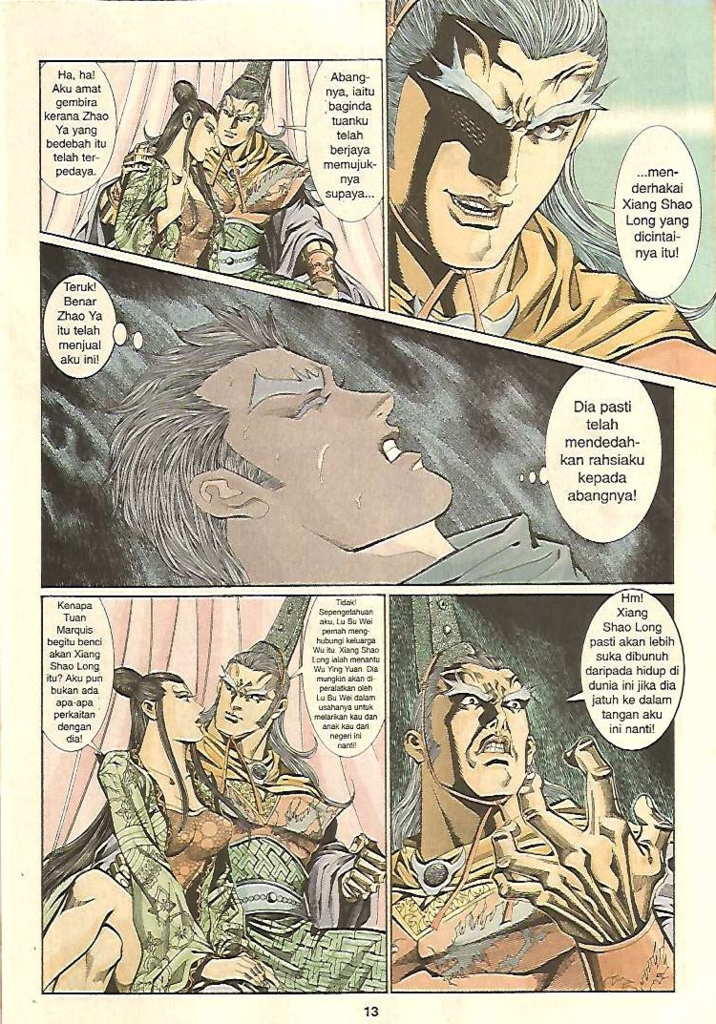 Ha, ha!
Aku amat
gembira
kerana Zhao
Ya yang
bedebah itu
telah ter-
pedaya.
Abang-
nya, iaitu
baginda
tuanku
telah
berjaya
memujuk-
nya
supaya...
...men-
derhakai
Xiang Shao
Long yang
dicintai-
nya itu!
Teruk!
Benar
Zhao Ya
itu telah
menjual
aku ini!
Dia pasti
telah
mendedah-
kan rahsiaku
kepada
abangnya!
Kenapa
Tuan
Marquis
begitu benci
akan Xiang
Shao Long
itu? Aku pun
bukan ada
apa-apa
perkaitan
dengan
dia!
Tidak!
Sepengetahuan
aku, Lu Bu Wei
pernah meng-
hubungi keluarga
Wu itu. Xiang Shao
Long ialah menantu
Wu Ying Yuan. Dia
mungkin akan di-
peralatkan oleh
Lu Bu Wei dalam
usahanya untuk
melarikan kau dan
anak kau dari
negeri ini
nanti!
Hm!
Xiang
Shao Long
pasti akan lebih
suka dibunuh
daripada hidup di
dunia ini jika dia
jatuh ke dalam
tangan aku
ini nanti!
13